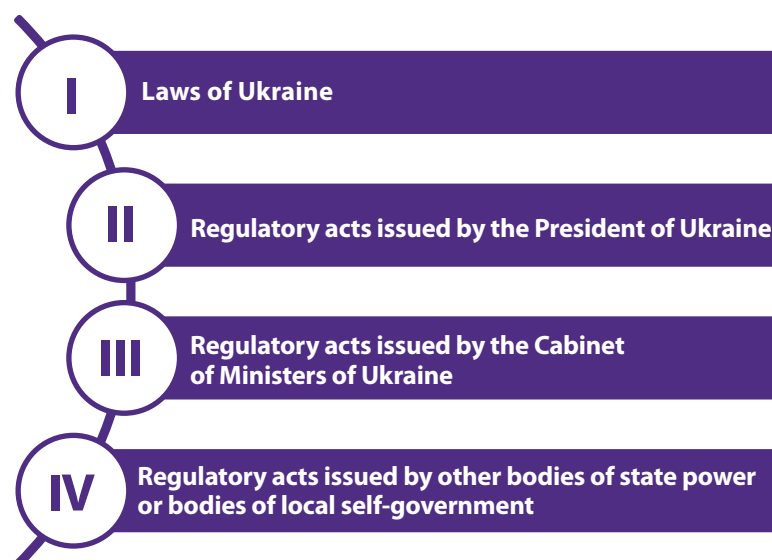 I
Laws of Ukraine
II
Regulatory acts issued by the President of Ukraine
III
Regulatory acts issued by the Cabinet
of Ministers of Ukraine
IV
Regulatory acts issued by other bodies of state power
or bodies of local self-government